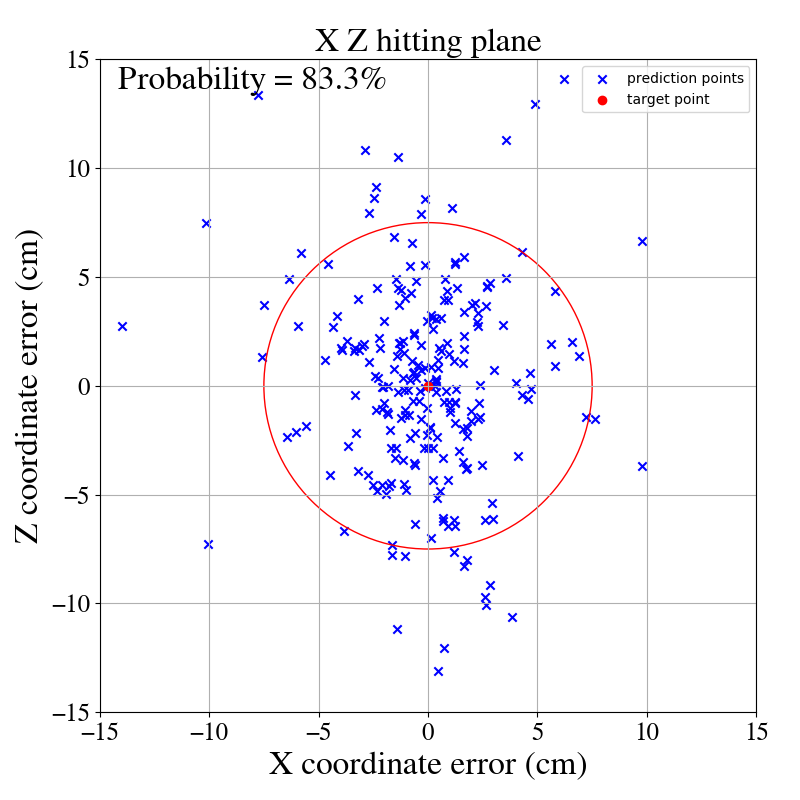 X Z hitting plane
Probability = 83.3%
prediction points
target point
Z coordinate error (cm)
15
10
5
0
−5
−10
−15
−15
−10
−5
0
5
10
15
X coordinate error (cm)